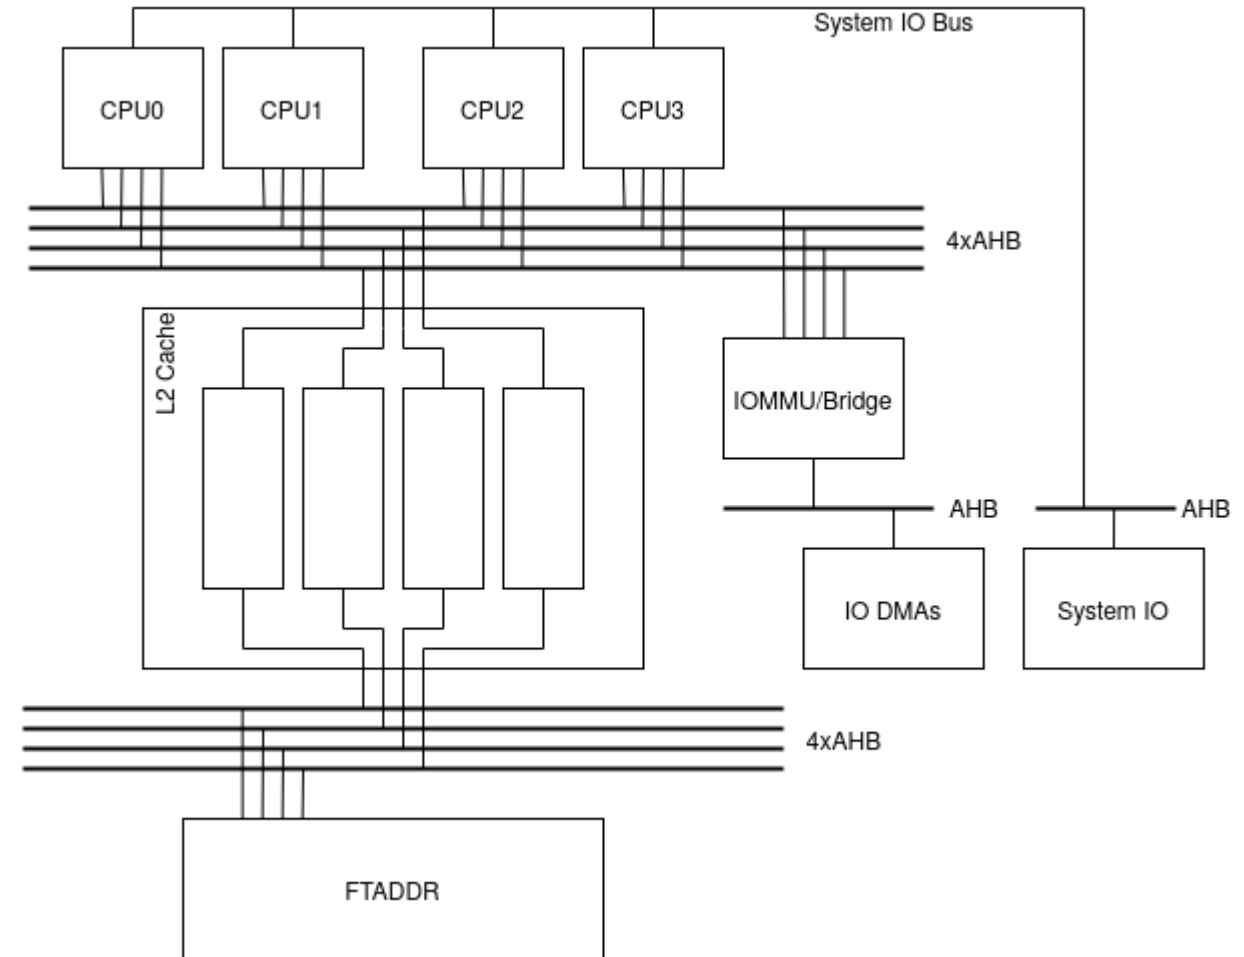 System IO Bus
CPU0
CPU1
CPU2
CPU3
4xAHB
L2 Cache
IOMMU/Bridge
AHB
AHB
IO DMAs
System IO
4xAHB
FTADDR